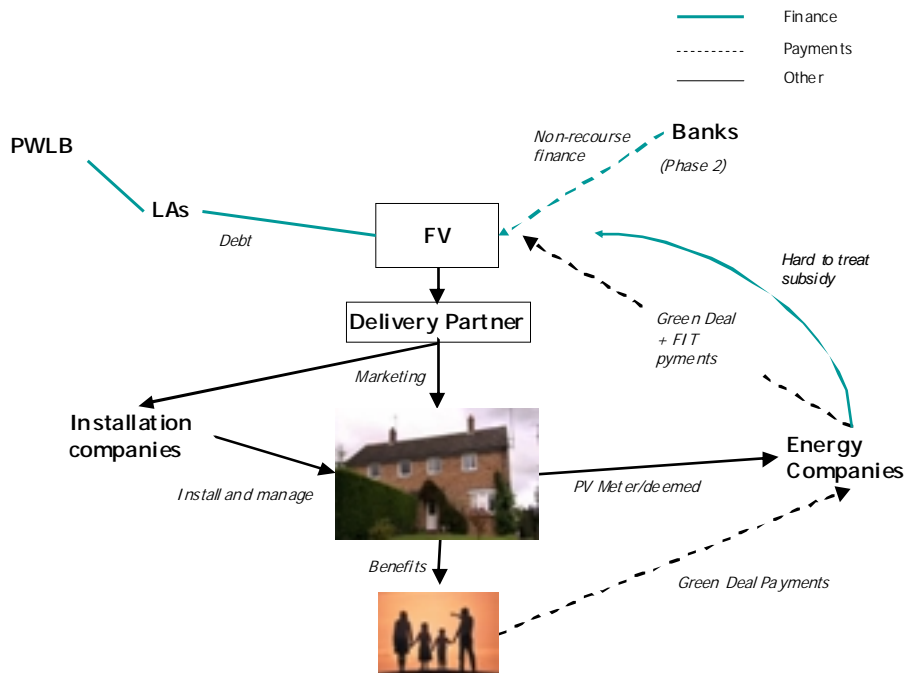 Finance
Payments
Other
PWLB
LAs
Debt
FV
Non-recourse
finance
Banks
(Phase 2)
Hard to treat
subsidy
Green Deal
+ FIT
pyments
Delivery Partner
Marketing
Installation
companies
Install and manage
PV Meter/deemed
Energy
Companies
Benefits
Green Deal Payments